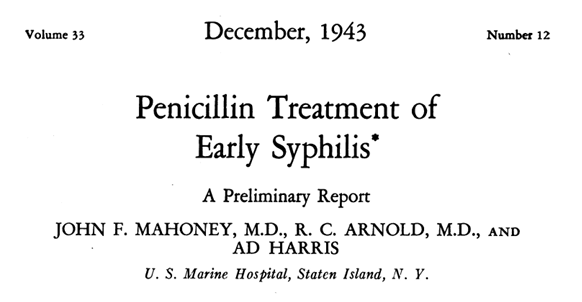 Volume 33 December, 1943 Number 12
Penicillin Treatment of
Early Syphilis*
A Preliminary Report
JOHN F. MAHONEY, M.D., R. C. ARNOLD, M.D., AND
AD HARRIS
U. S. Marine Hospital, Staten Island, N. Y.